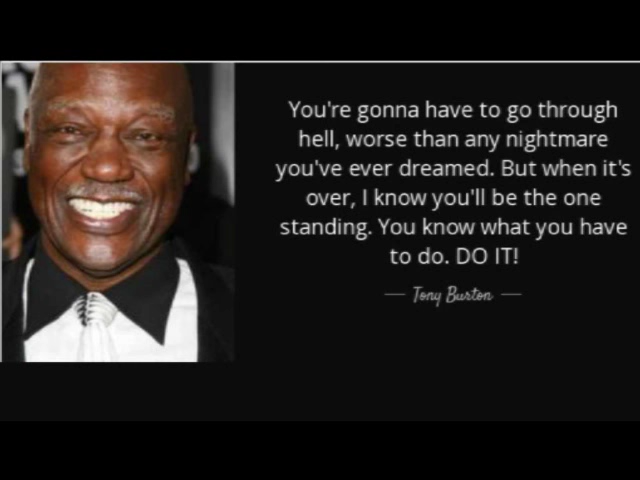 You're gonna have to go through
hell, worse than any nightmare
you've ever dreamed. But when it's
over, I know you'll be the one
standing. You know what you have
to do. DO IT!
— Tony Burton —